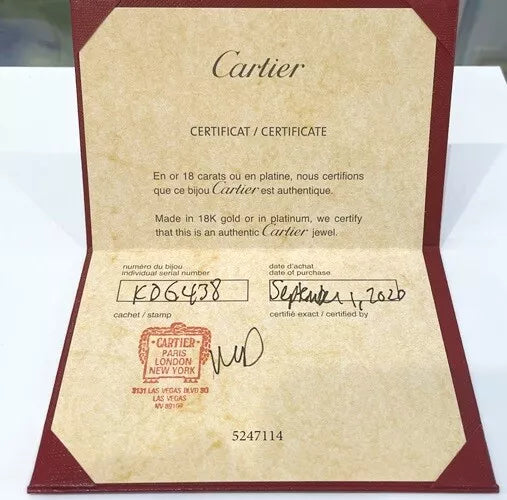 Cartier
CERTIFICAT / CERTIFICATE
En or 18 carats ou en platine, nous certifions
que ce bijou Cartier est authentique.
Made in 18K gold or in platinum, we certify
that this is an authentic Cartier jewel.
numéro du bijou
individual serial number
KDG438
date d'achat
date of purchase
September 1, 2020
cachet / stamp
certifié exact / certified by
CARTIER
PARIS
LONDON
NEW YORK
3131 LAS VEGAS BLVD SO
LAS VEGAS
NV 89109
5247114